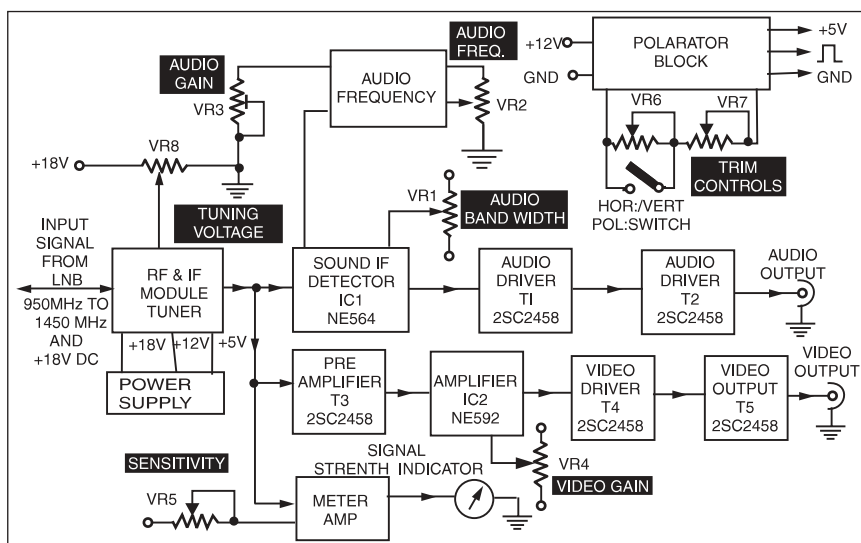 AUDIO
GAIN
VR3
AUDIO
FREQUENCY
AUDIO
FREQ.
VR2
+12V
GND
POLARATOR
BLOCK
+5V
GND
VR6
VR7
TRIM
CONTROLS
HOR:/VERT
POL:SWITCH
+18V
VR8
TUNING
VOLTAGE
VR1
AUDIO
BAND WIDTH
INPUT
SIGNAL
FROM
LNB
950MHz TO
1450 MHz
AND
+18V DC
RF & IF
MODULE
TUNER
+18V
+12V
+5V
POWER
SUPPLY
SOUND IF
DETECTOR
IC1
NE564
AUDIO
DRIVER
T1
2SC2458
AUDIO
DRIVER
T2
2SC2458
AUDIO
OUTPUT
PRE
AMPLIFIER
T3
2SC2458
AMPLIFIER
IC2
NE592
VIDEO
DRIVER
T4
2SC2458
VIDEO
OUTPUT
T5
2SC2458
VIDEO
OUTPUT
SENSITIVITY
VR5
METER
AMP
SIGNAL
STRENTH INDICATOR
VR4
VIDEO GAIN